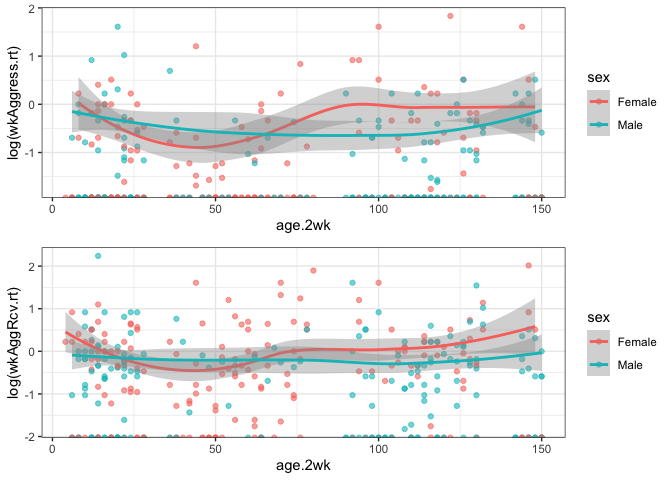 2
1
0
-1
log(wkAggress.rt)
0
50
100
150
age.2wk
sex
Female
Male
2
1
0
-1
-2
log(wkAggRcv.rt)
0
50
100
150
age.2wk
sex
Female
Male